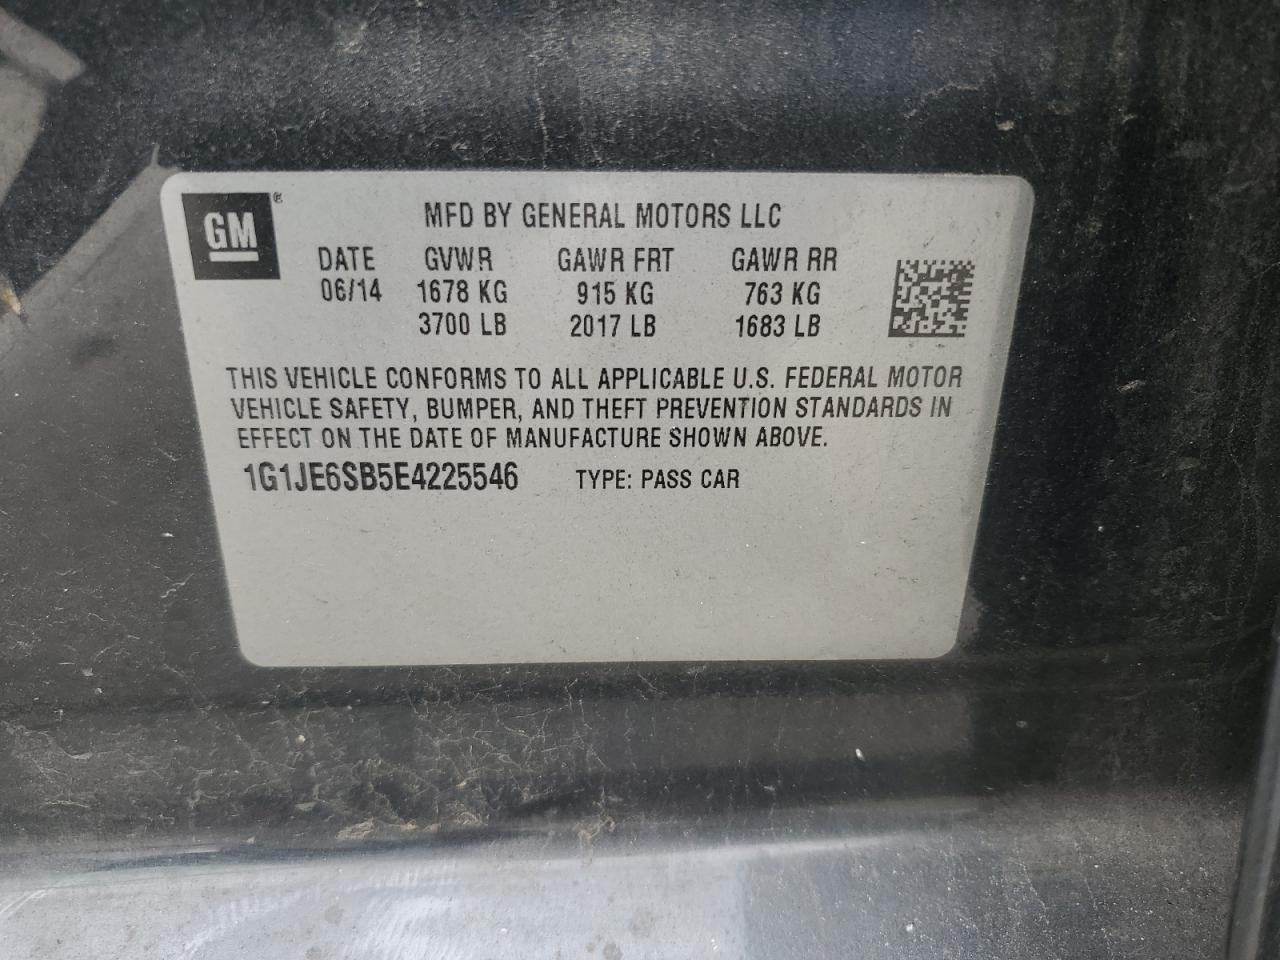 GM®
MFD BY GENERAL MOTORS LLC
DATE GVWR GAWR FRT GAWR RR
06/14 1678 KG 915 KG 763 KG
3700 LB 2017 LB 1683 LB
THIS VEHICLE CONFORMS TO ALL APPLICABLE U.S. FEDERAL MOTOR
VEHICLE SAFETY, BUMPER, AND THEFT PREVENTION STANDARDS IN
EFFECT ON THE DATE OF MANUFACTURE SHOWN ABOVE.
1G1JE6SB5E4225546 TYPE: PASS CAR